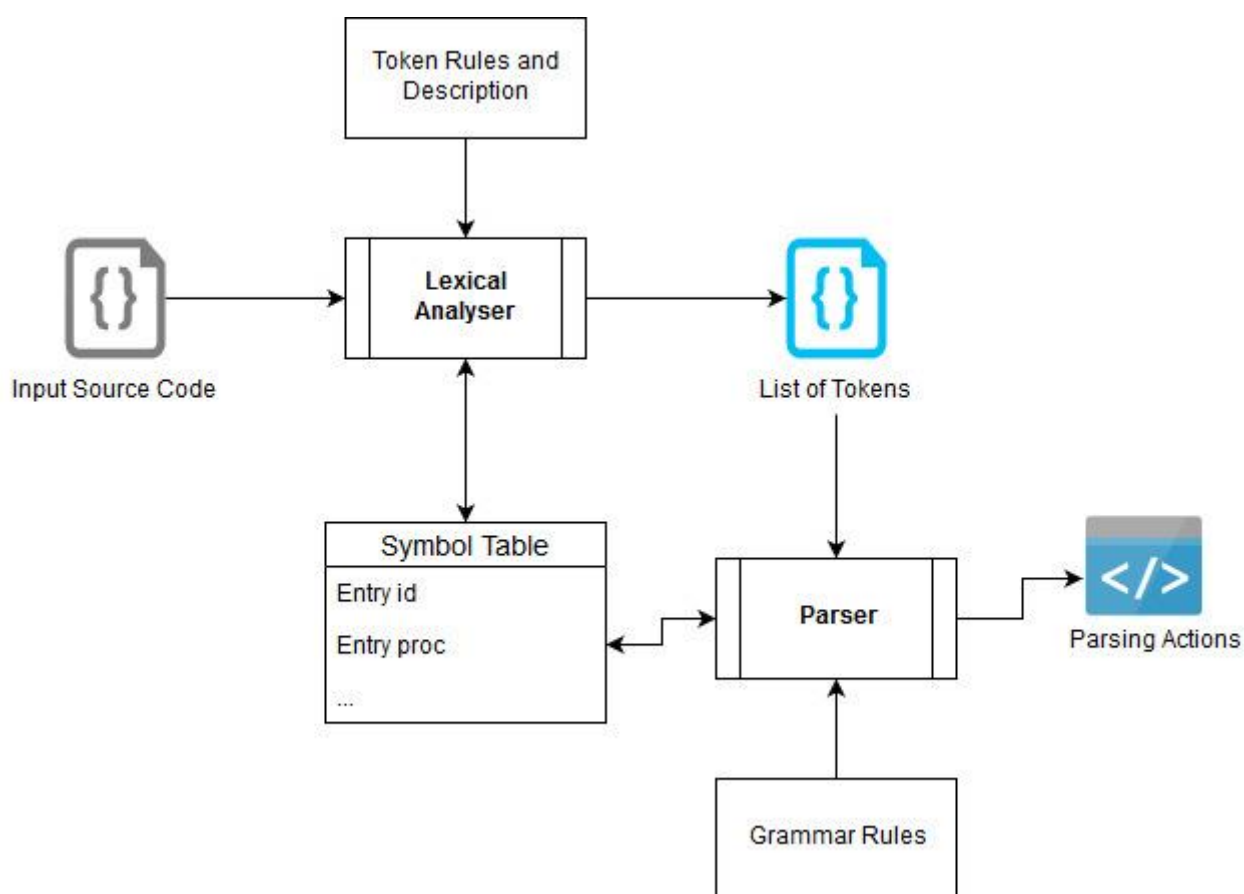 Token Rules and
Description
Lexical
Analyser
Input Source Code
List of Tokens
Symbol Table
Entry id
Entry proc
...
Parser
Parsing Actions
Grammar Rules